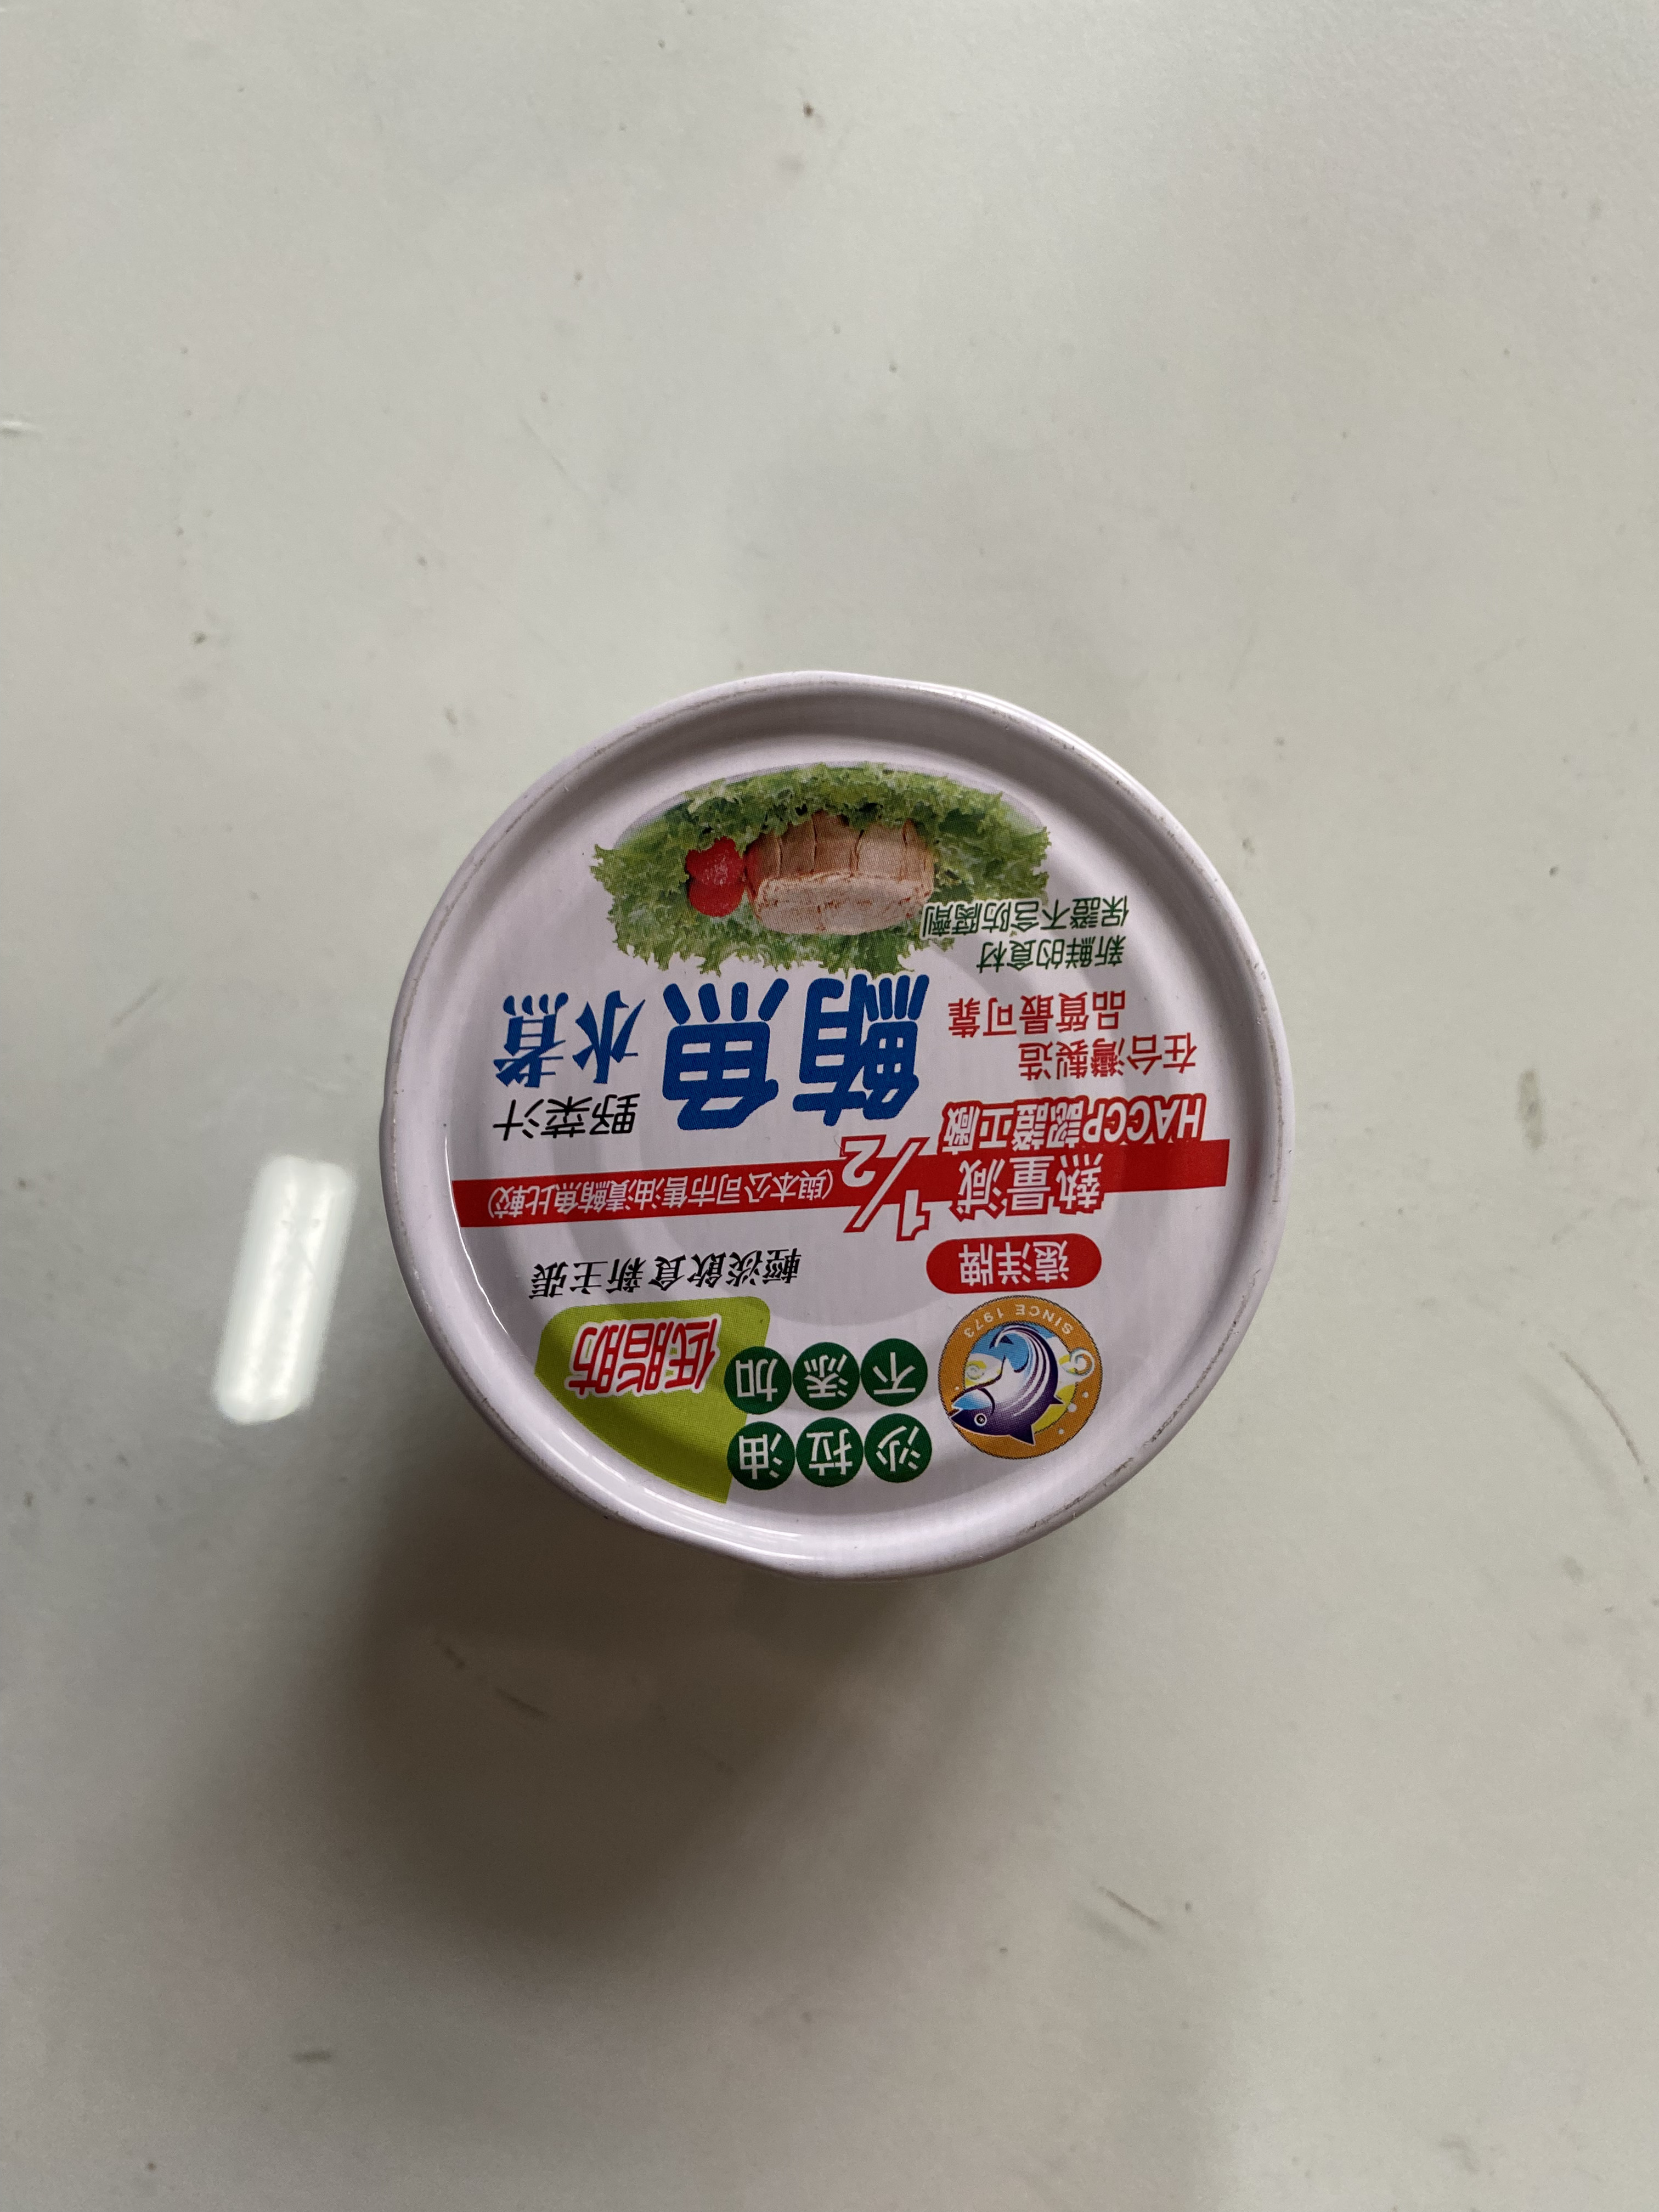 不添加
沙拉油
低脂肪
SINCE 1973
遠洋牌
輕淡飲食新主張
熱量減1/2(與本公司市售油漬鮪魚比較)
HACCP認證工廠
在台灣製造
品質最可靠
野菜汁
鮪魚水煮
新鮮的食材
保證不含防腐劑